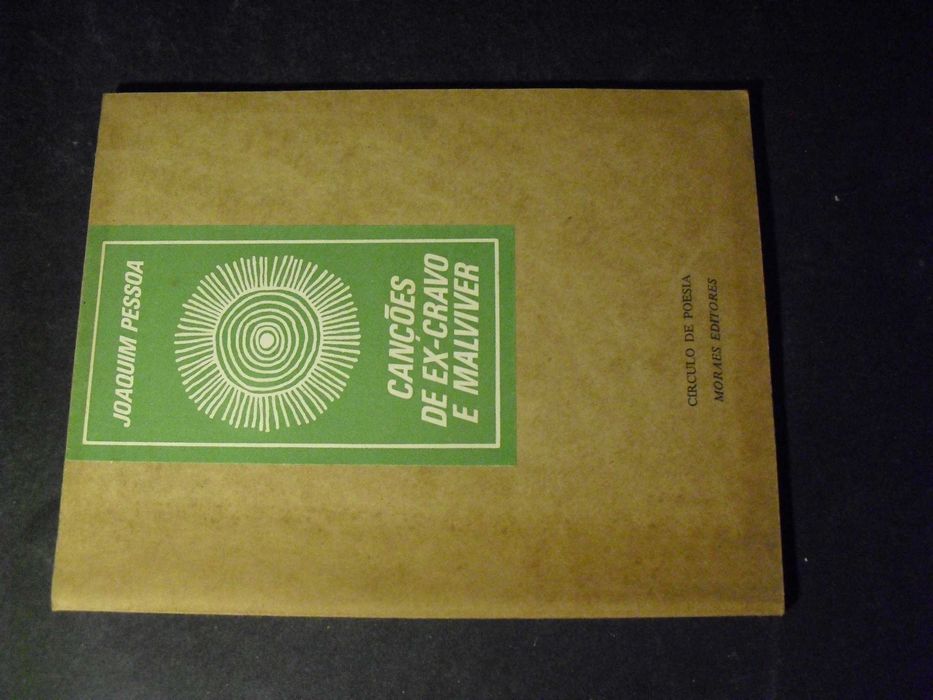 JOAQUIM PESSOA
CANÇÕES
DE EX-CRAVO
E MALVIVER
CÍRCULO DE POESIA
MORAES EDITORES